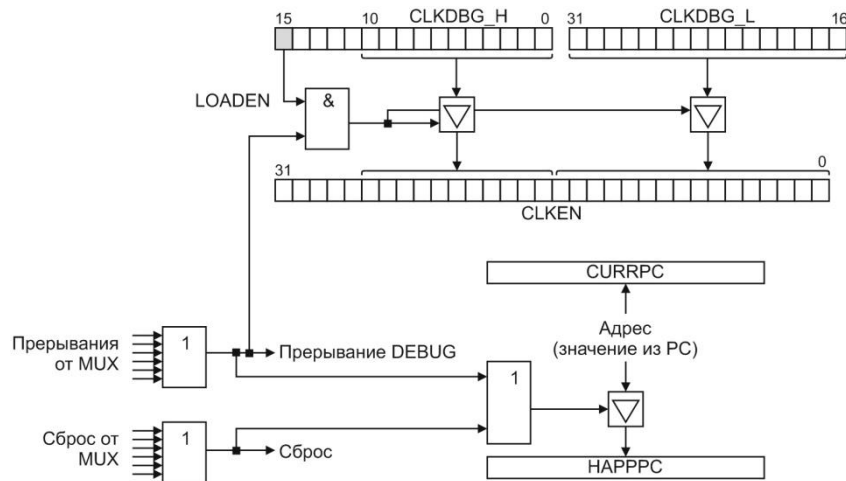 15 10 CLKDBG_H 0 31 CLKDBG_L 16
LOADEN
&
31 0
CLKEN
CURRPC
Прерывания
от MUX
1
Прерывание DEBUG
Адрес
(значение из PC)
1
Сброс от
MUX
1
Сброс
HAPPPC